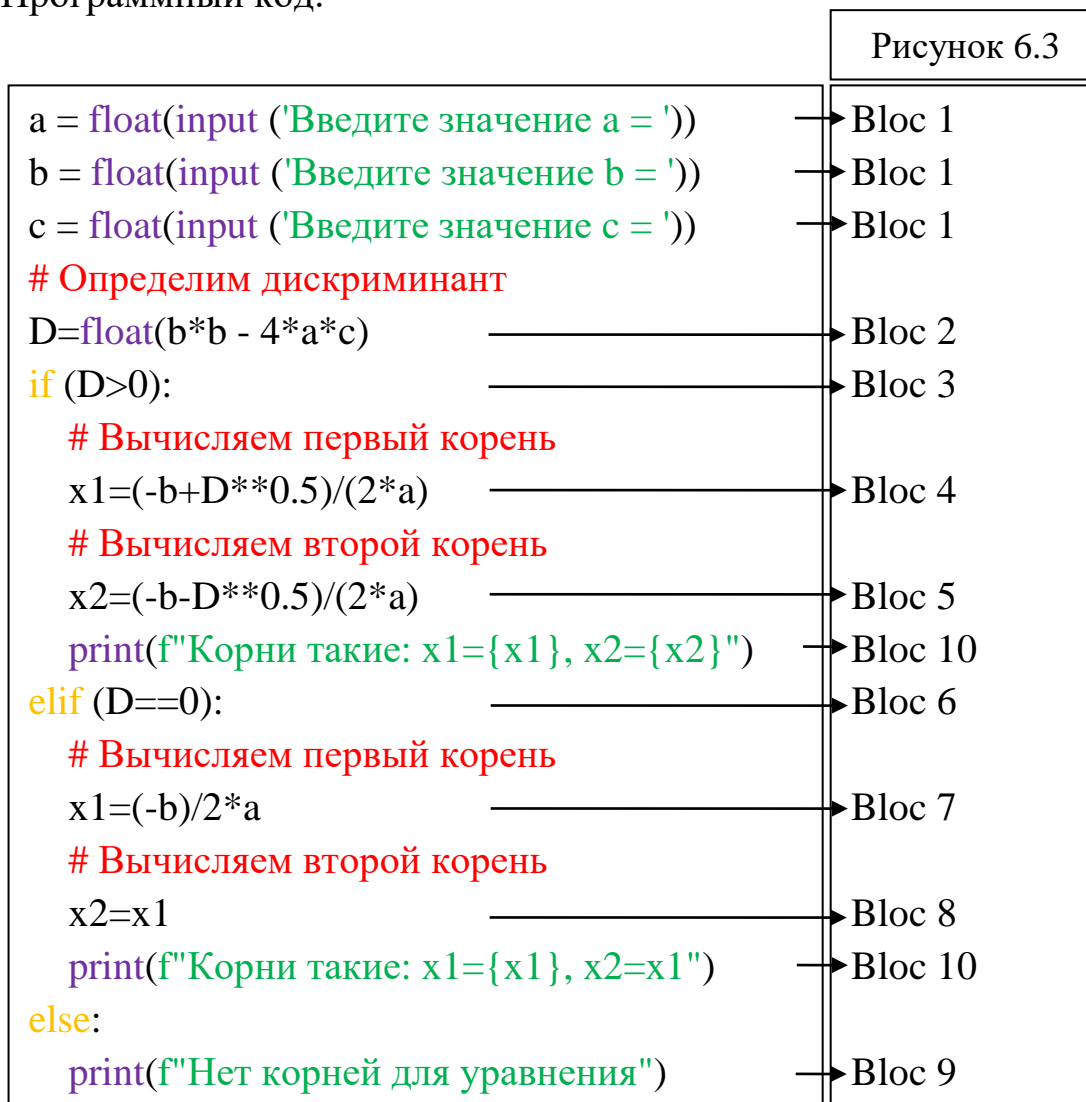 Программный код:
Рисунок 6.3
a = float(input ('Введите значение a = ')) Bloc 1
b = float(input ('Введите значение b = ')) Bloc 1
c = float(input ('Введите значение c = ')) Bloc 1
# Определим дискриминант
D=float(b*b - 4*a*c) Bloc 2
if (D>0): Bloc 3
# Вычисляем первый корень
x1=(-b+D**0.5)/(2*a) Bloc 4
# Вычисляем второй корень
x2=(-b-D**0.5)/(2*a) Bloc 5
print(f"Корни такие: x1={x1}, x2={x2}") Bloc 10
elif (D==0): Bloc 6
# Вычисляем первый корень
x1=(-b)/2*a Bloc 7
# Вычисляем второй корень
x2=x1 Bloc 8
print(f"Корни такие: x1={x1}, x2=x1") Bloc 10
else:
print(f"Нет корней для уравнения") Bloc 9